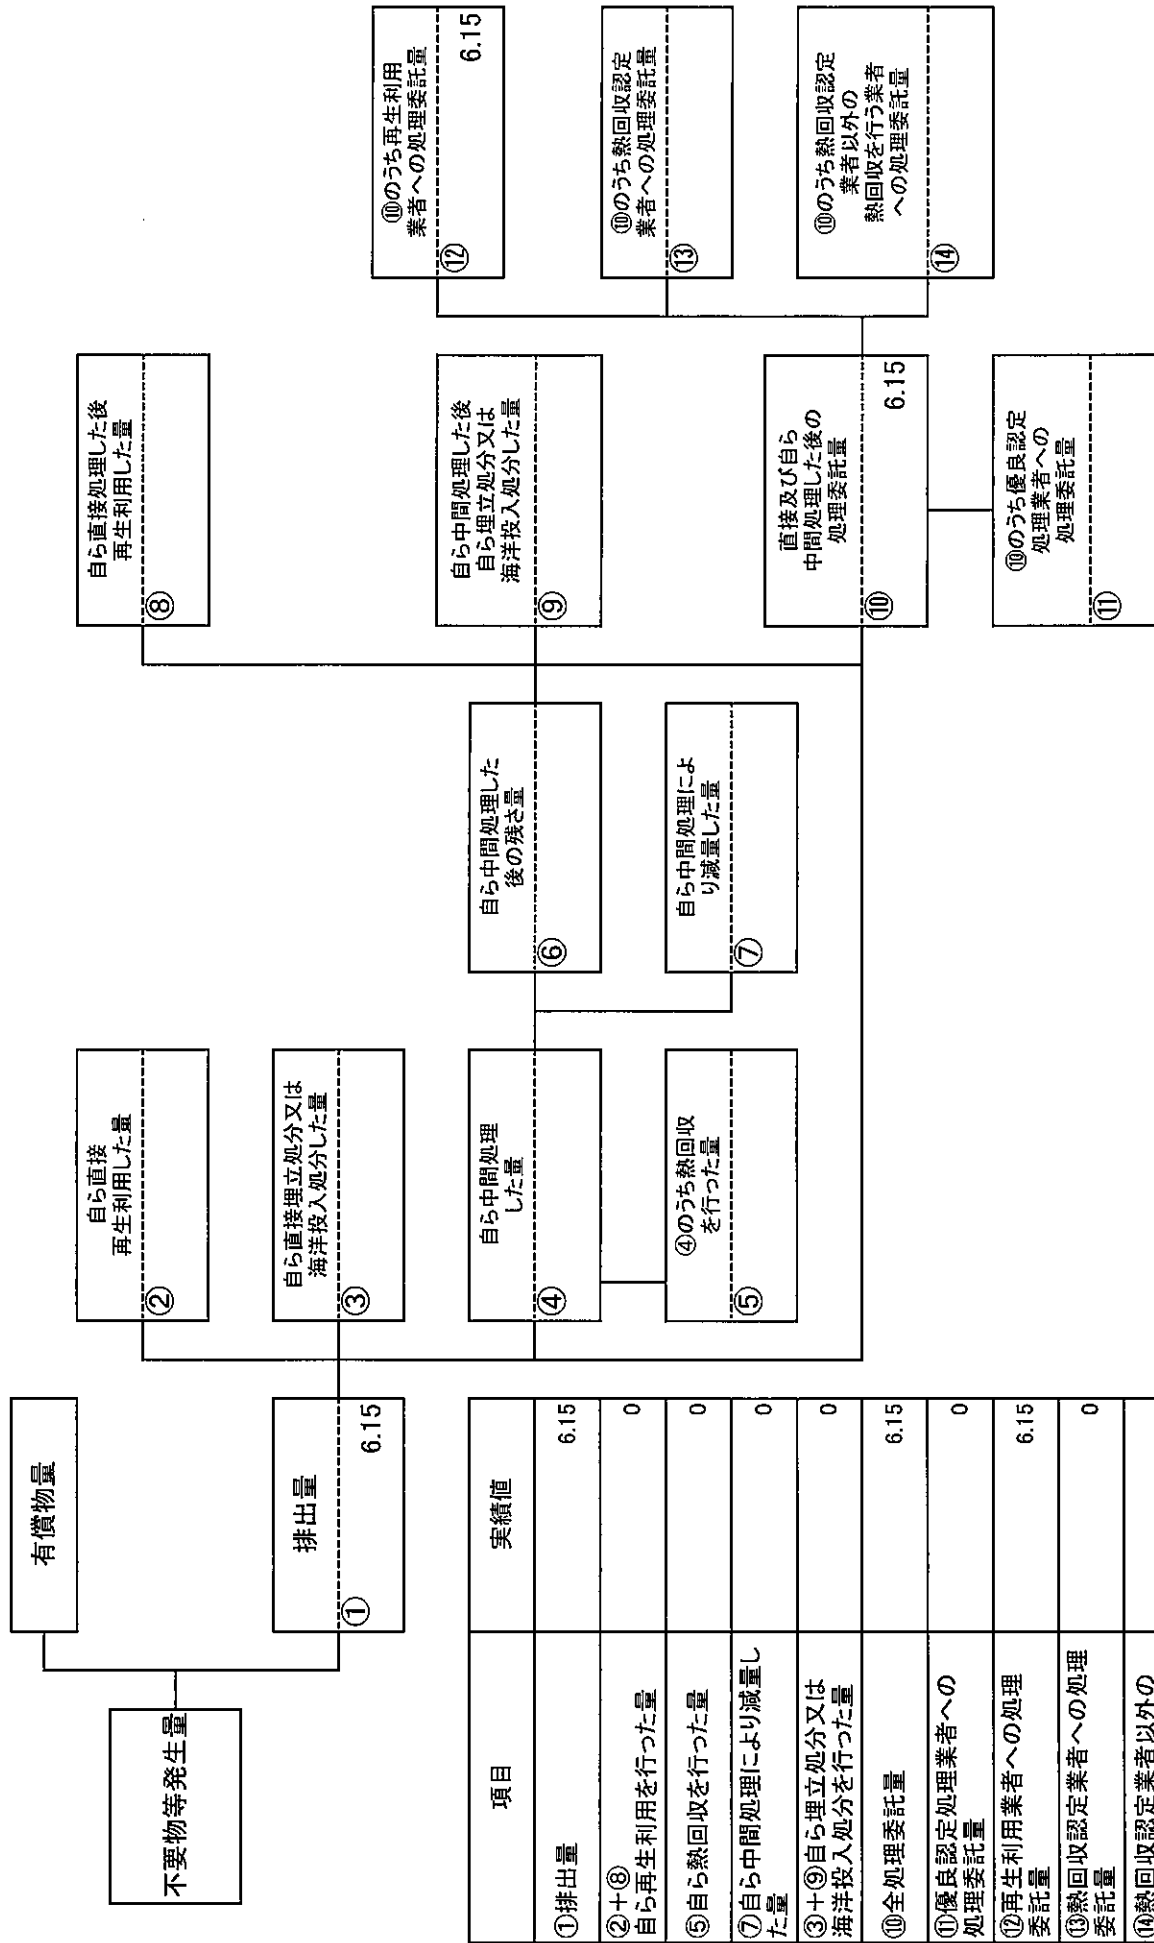 不要物等発生量
有償物量
排出量
①
6.15
自ら直接
再生利用した量
②
自ら直接埋立処分又は
海洋投入処分した量
③
自ら中間処理
した量
④
④のうち熱回収
を行った量
⑤
自ら中間処理した
後の残さ量
⑥
自ら中間処理によ
り減量した量
⑦
自ら直接処理した後
再生利用した量
⑧
自ら中間処理した後
自ら埋立処分又は
海洋投入処分した量
⑨
直接及び自ら
中間処理した後の
処理委託量
⑩
6.15
⑩のうち優良認定
処理業者への
処理委託量
⑪
⑩のうち再生利用
業者への処理委託量
⑫
6.15
⑩のうち熱回収認定
業者への処理委託量
⑬
⑩のうち熱回収認定
業者以外の
熱回収を行う業者
への処理委託量
⑭
項目 実績値
①排出量 6.15
②+⑧
自ら再生利用を行った量 0
⑤自ら熱回収を行った量 0
⑦自ら中間処理により減量し
た量 0
③+⑨自ら埋立処分又は
海洋投入処分を行った量 0
⑩全処理委託量 6.15
⑪優良認定処理業者への
処理委託量 0
⑫再生利用業者への処理
委託量 6.15
⑬熱回収認定業者への処理
委託量 0
⑭熱回収認定業者以外の